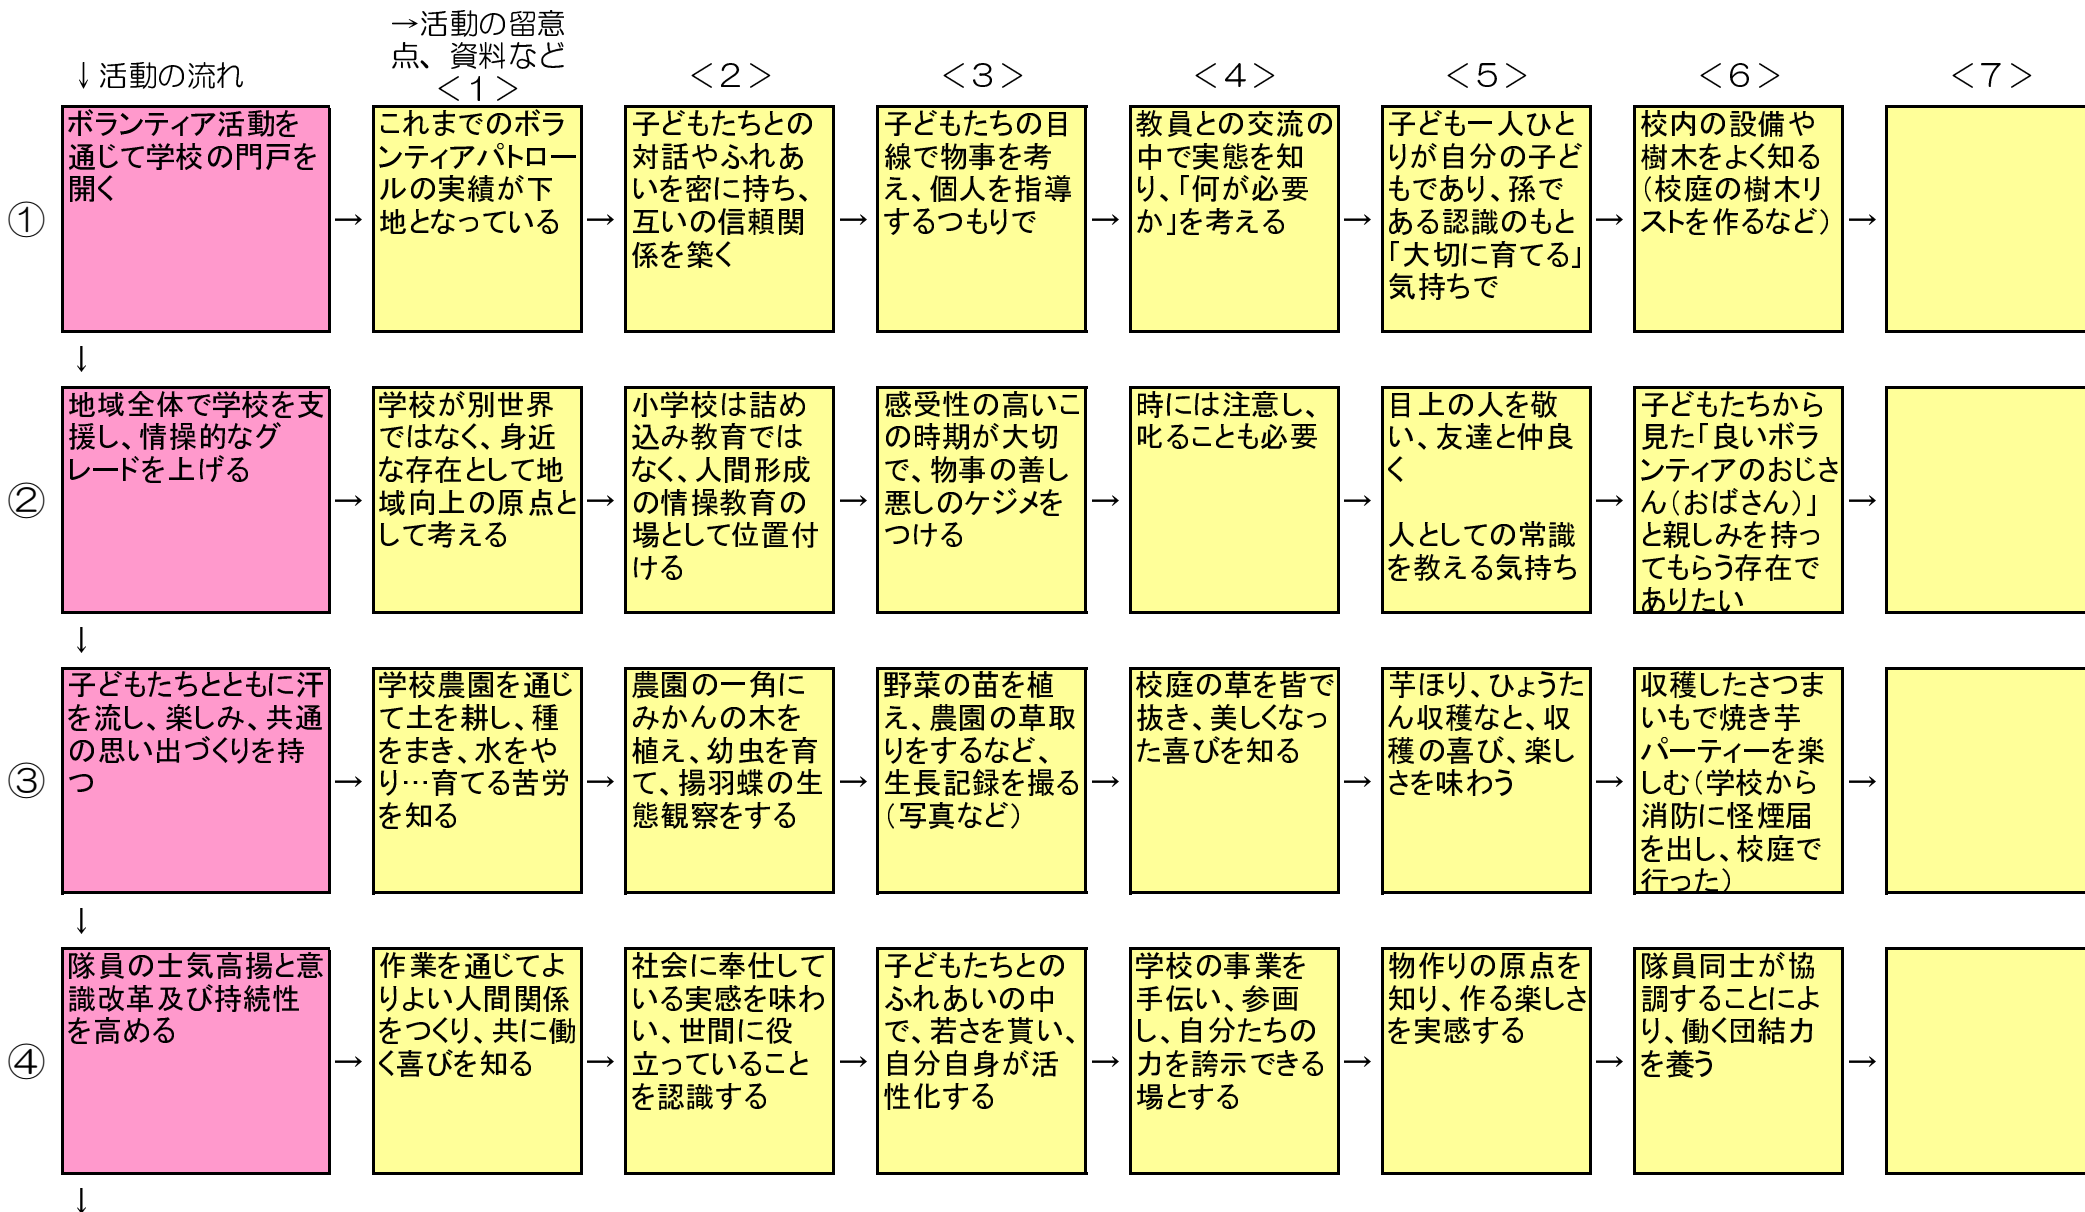 →活動の留意
点、資料など
↓活動の流れ
＜１＞
＜２＞
＜３＞
＜４＞
＜５＞
＜６＞
＜７＞
①
ボランティア活動を
通じて学校の門戸を
開く
→
これまでのボラ
ンティアパトロー
ルの実績が下
地となっている
→
子どもたちとの
対話やふれあ
いを密に持ち、
互いの信頼関
係を築く
→
子どもたちの目
線で物事を考
え、個人を指導
するつもりで
→
教員との交流の
中で実態を知
り、「何が必要
か」を考える
→
子ども一人ひと
りが自分の子ど
もであり、孫で
ある認識のもと
「大切に育てる」
気持ちで
→
校内の設備や
樹木をよく知る
（校庭の樹木リ
ストを作るなど）
→
↓
②
地域全体で学校を支
援し、情操的なグ
レードを上げる
→
学校が別世界
ではなく、身近
な存在として地
域向上の原点と
して考える
→
小学校は詰め
込み教育では
なく、人間形成
の情操教育の
場として位置付
ける
→
感受性の高いこ
の時期が大切
で、物事の善し
悪しのケジメを
つける
→
時には注意し、
叱ることも必要
→
目上の人を敬
い、友達と仲良
く
人としての常識
を教える気持ち
→
子どもたちから
見た「良いボラ
ンティアのおじさ
ん（おばさん）」
と親しみを持っ
てもらう存在で
ありたい
→
↓
③
子どもたちとともに汗
を流し、楽しみ、共通
の思い出づくりを持
つ
→
学校農園を通じ
て土を耕し、種
をまき、水をや
り…育てる苦労
を知る
→
農園の一角に
みかんの木を
植え、幼虫を育
て、揚羽蝶の生
態観察をする
→
野菜の苗を植
え、農園の草取
りをするなど、
生長記録を撮る
（写真など）
→
校庭の草を皆で
抜き、美しくなっ
た喜びを知る
→
芋ほり、ひょうた
ん収穫なと、収
穫の喜び、楽し
さを味わう
→
収穫したさつま
いもで焼き芋
パーティーを楽
しむ（学校から
消防に怪煙届
を出し、校庭で
行った）
→
↓
④
隊員の士気高揚と意
識改革及び持続性
を高める
→
作業を通じてよ
りよい人間関係
をつくり、共に働
く喜びを知る
→
社会に奉仕して
いる実感を味わ
い、世間に役
立っていること
を認識する
→
子どもたちとの
ふれあいの中
で、若さを貰い、
自分自身が活
性化する
→
学校の事業を
手伝い、参画
し、自分たちの
力を誇示できる
場とする
→
物作りの原点を
知り、作る楽しさ
を実感する
→
隊員同士が協
調することによ
り、働く団結力
を養う
→
↓